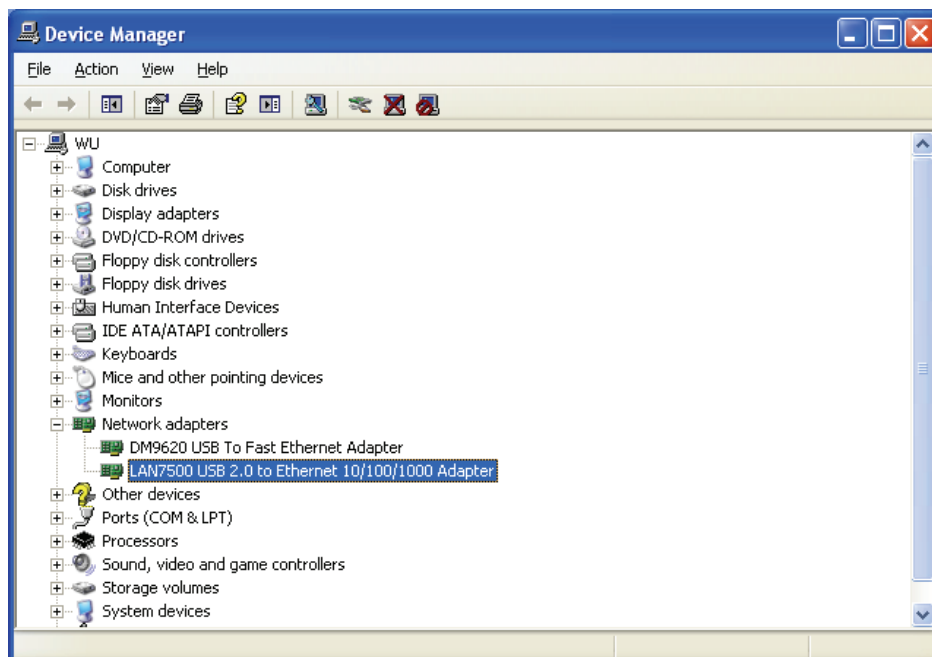 Device Manager
File Action View Help
WU
Computer
Disk drives
Display adapters
DVD/CD-ROM drives
Floppy disk controllers
Floppy disk drives
Human Interface Devices
IDE ATA/ATAPI controllers
Keyboards
Mice and other pointing devices
Monitors
Network adapters
DM9620 USB To Fast Ethernet Adapter
LAN7500 USB 2.0 to Ethernet 10/100/1000 Adapter
Other devices
Ports (COM & LPT)
Processors
Sound, video and game controllers
Storage volumes
System devices